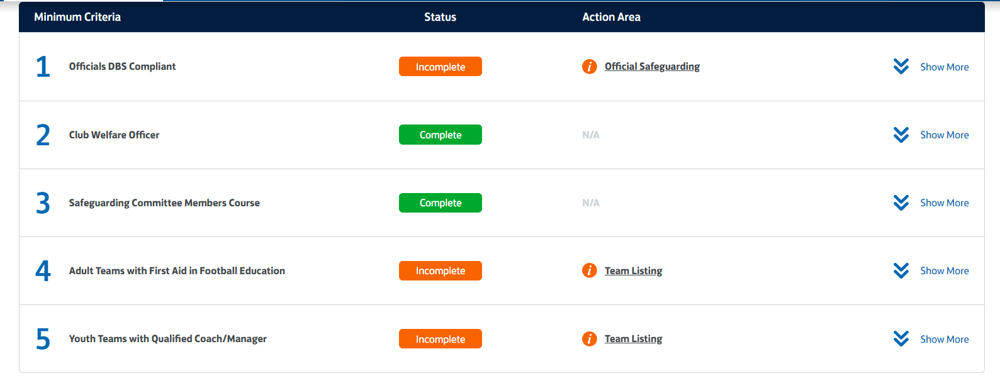 Minimum Criteria Status Action Area
1 Officials DBS Compliant Incomplete i Official Safeguarding Show More
2 Club Welfare Officer Complete N/A Show More
3 Safeguarding Committee Members Course Complete N/A Show More
4 Adult Teams with First Aid in Football Education Incomplete i Team Listing Show More
5 Youth Teams with Qualified Coach/Manager Incomplete i Team Listing Show More